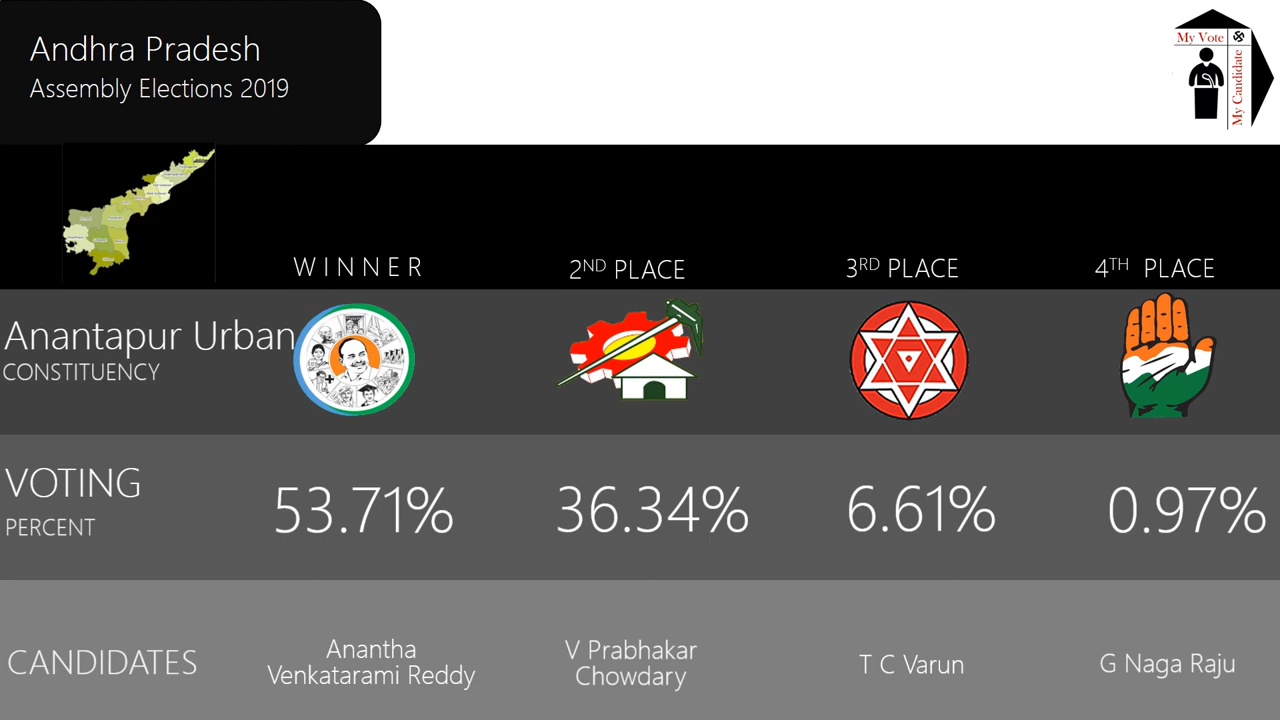 Andhra Pradesh
Assembly Elections 2019
My Vote
My Candidate
WINNER
2ND PLACE
3RD PLACE
4TH PLACE
Anantapur Urban
CONSTITUENCY
VOTING
PERCENT
53.71%
36.34%
6.61%
0.97%
CANDIDATES
Anantha
Venkatarami Reddy
V Prabhakar
Chowdary
T C Varun
G Naga Raju